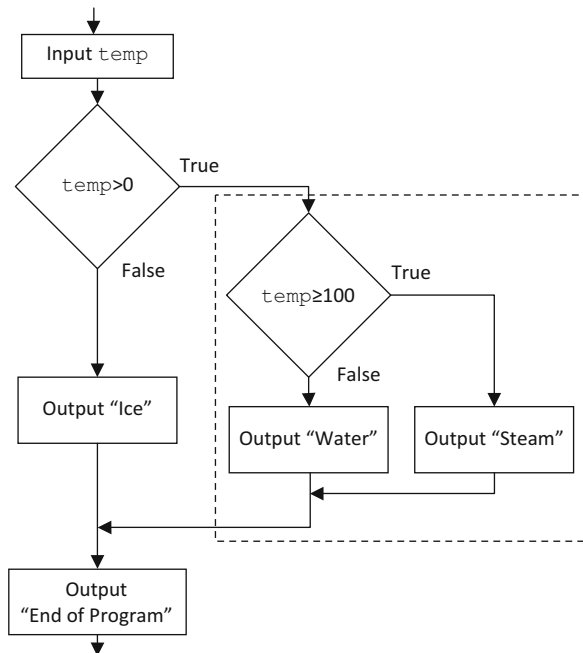 Input temp
True
temp>0
False
True
temp≥100
False
Output “Ice”
Output “Water”
Output “Steam”
Output
“End of Program”